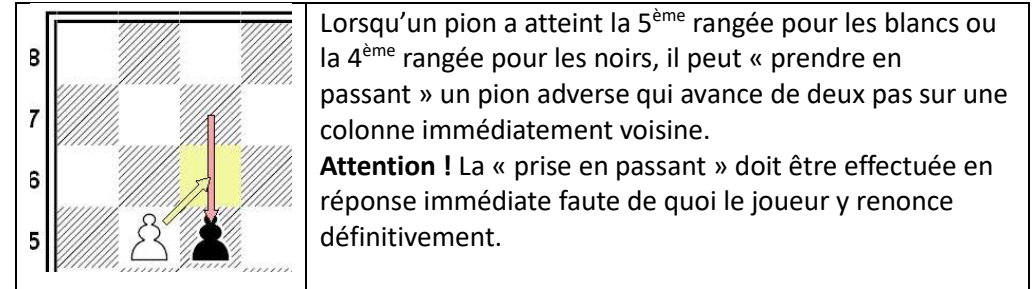 8
7
6
5
Lorsqu’un pion a atteint la 5ème rangée pour les blancs ou
la 4ème rangée pour les noirs, il peut « prendre en
passant » un pion adverse qui avance de deux pas sur une
colonne immédiatement voisine.
Attention ! La « prise en passant » doit être effectuée en
réponse immédiate faute de quoi le joueur y renonce
définitivement.